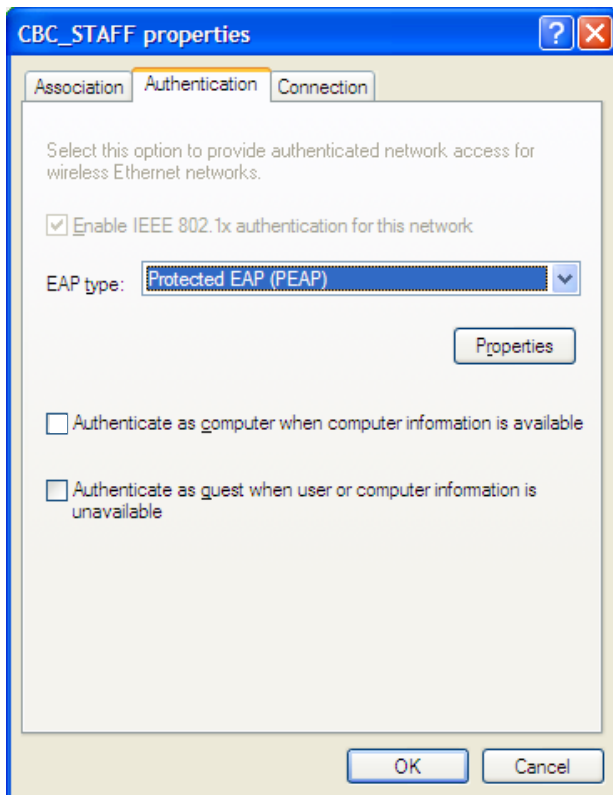 CBC_STAFF properties
Association Authentication Connection
Select this option to provide authenticated network access for
wireless Ethernet networks.
Enable IEEE 802.1x authentication for this network
EAP type: Protected EAP (PEAP)
Properties
Authenticate as computer when computer information is available
Authenticate as guest when user or computer information is
unavailable
OK Cancel